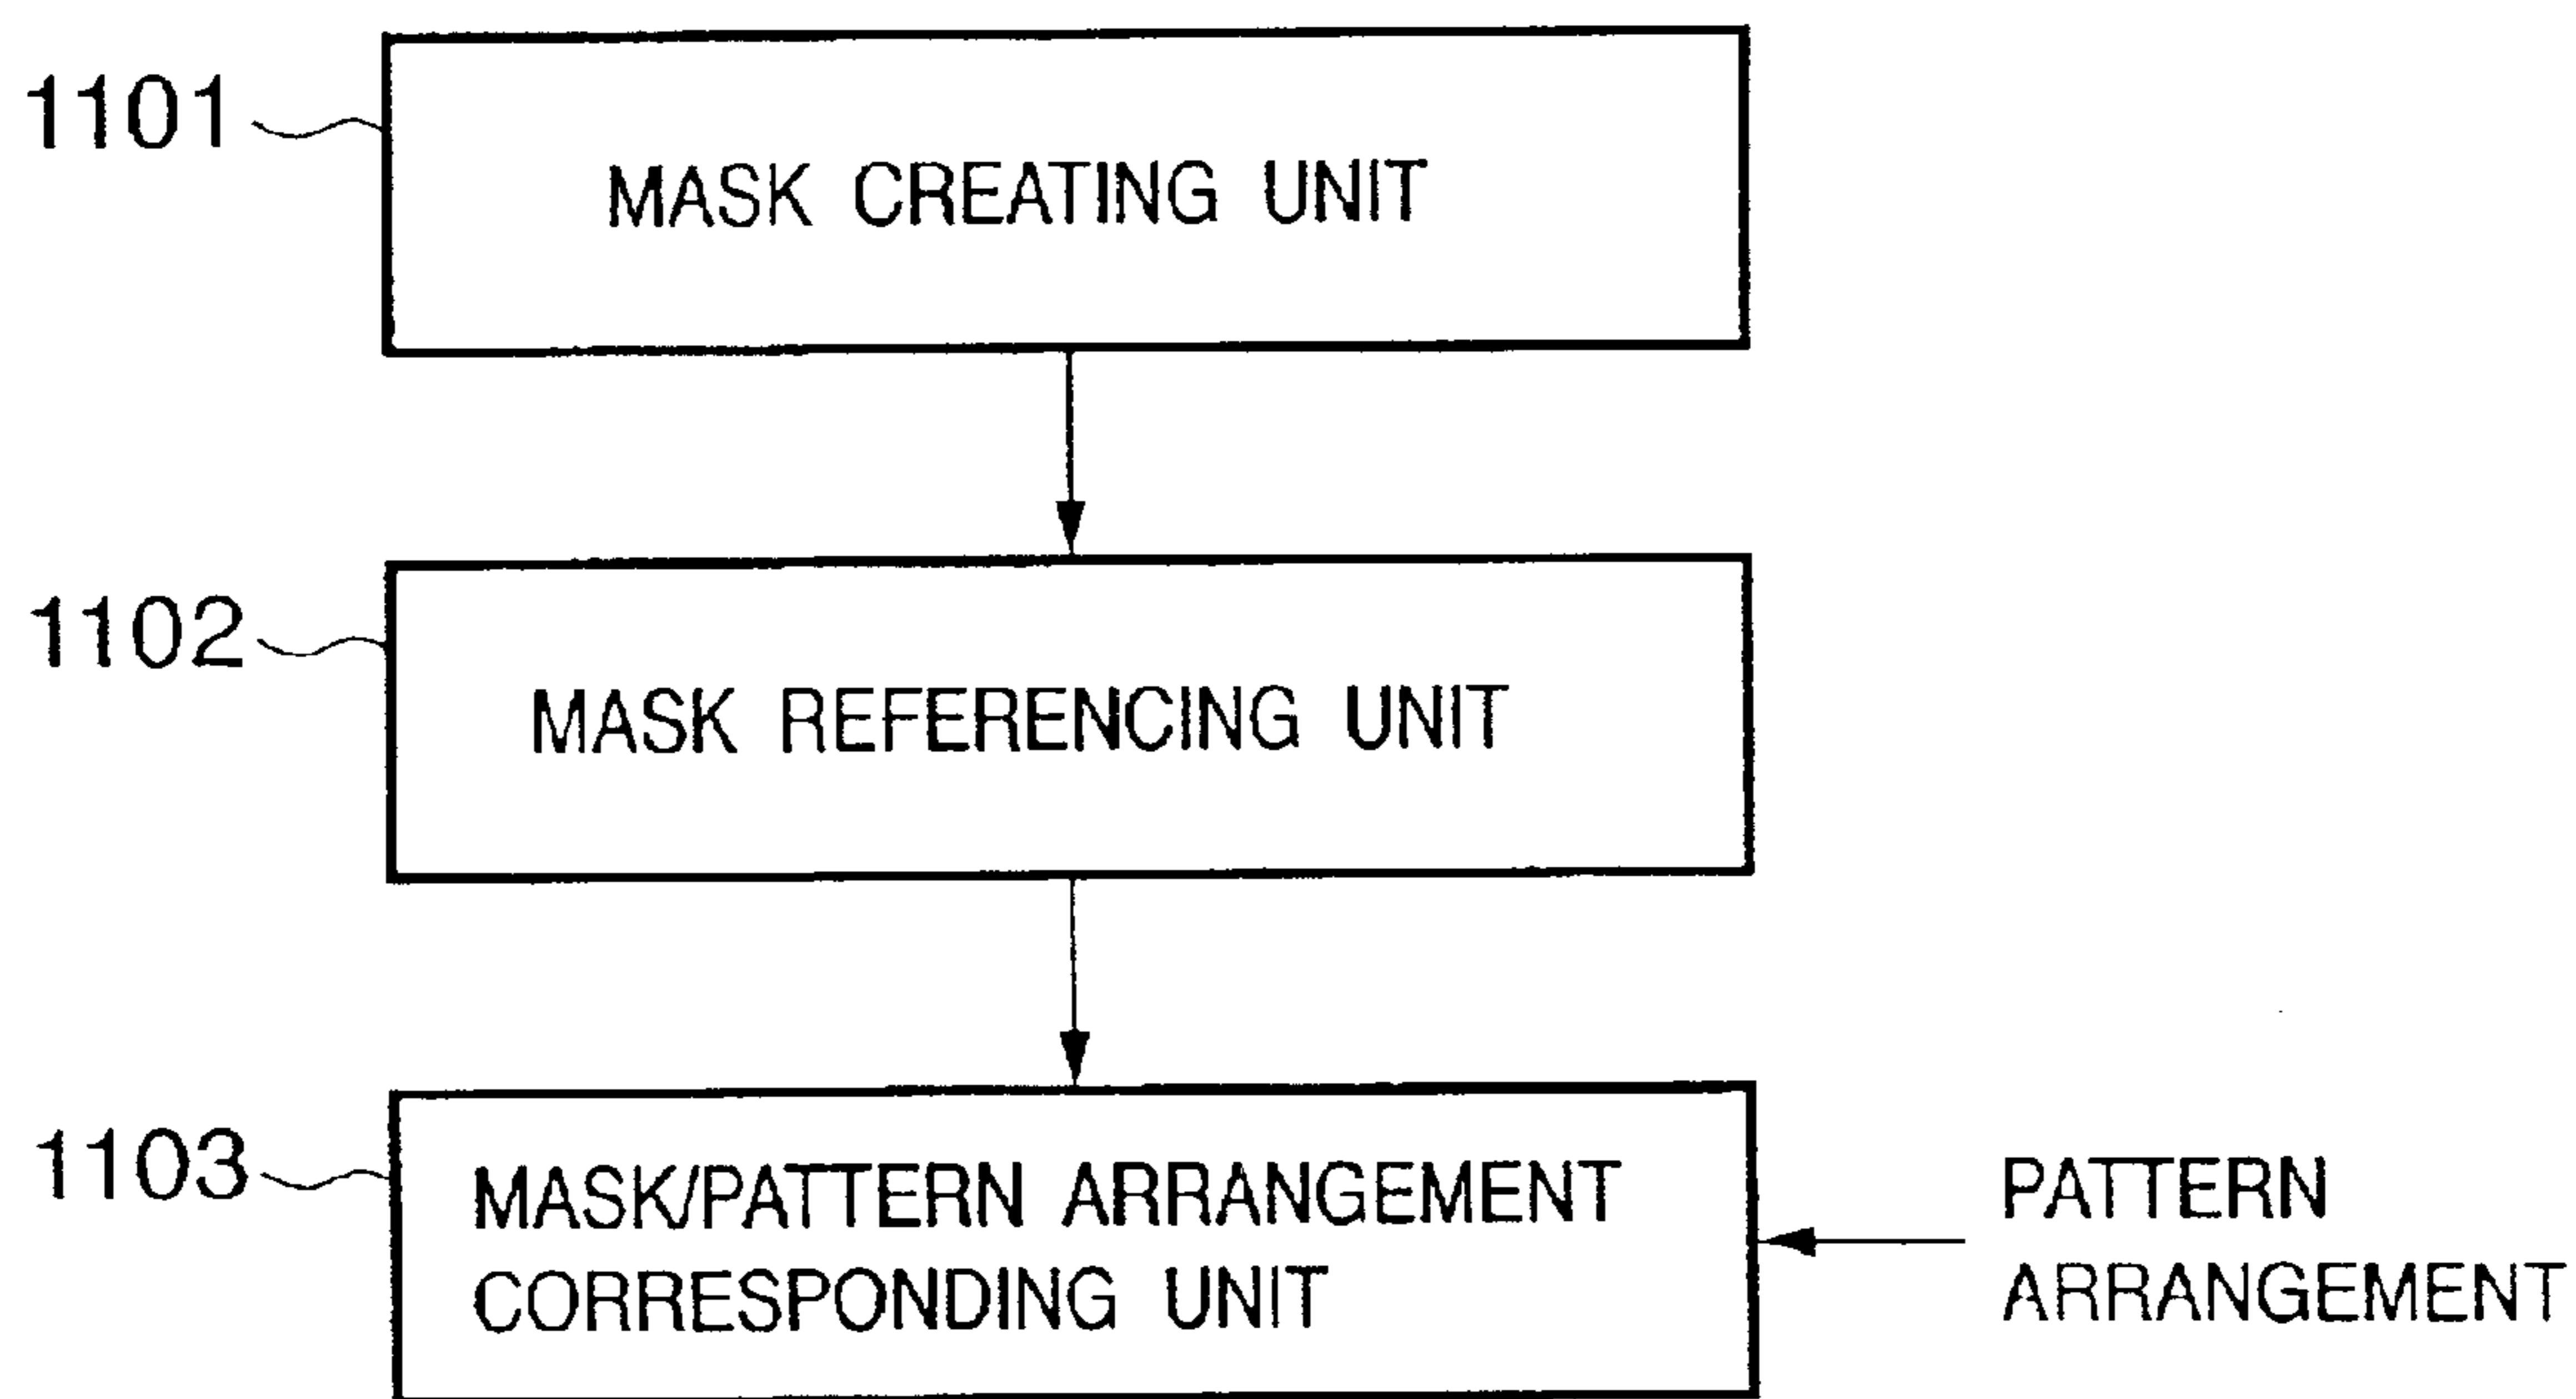 1101
MASK CREATING UNIT
1102
MASK REFERENCING UNIT
1103
MASK/PATTERN ARRANGEMENT
CORRESPONDING UNIT
PATTERN
ARRANGEMENT